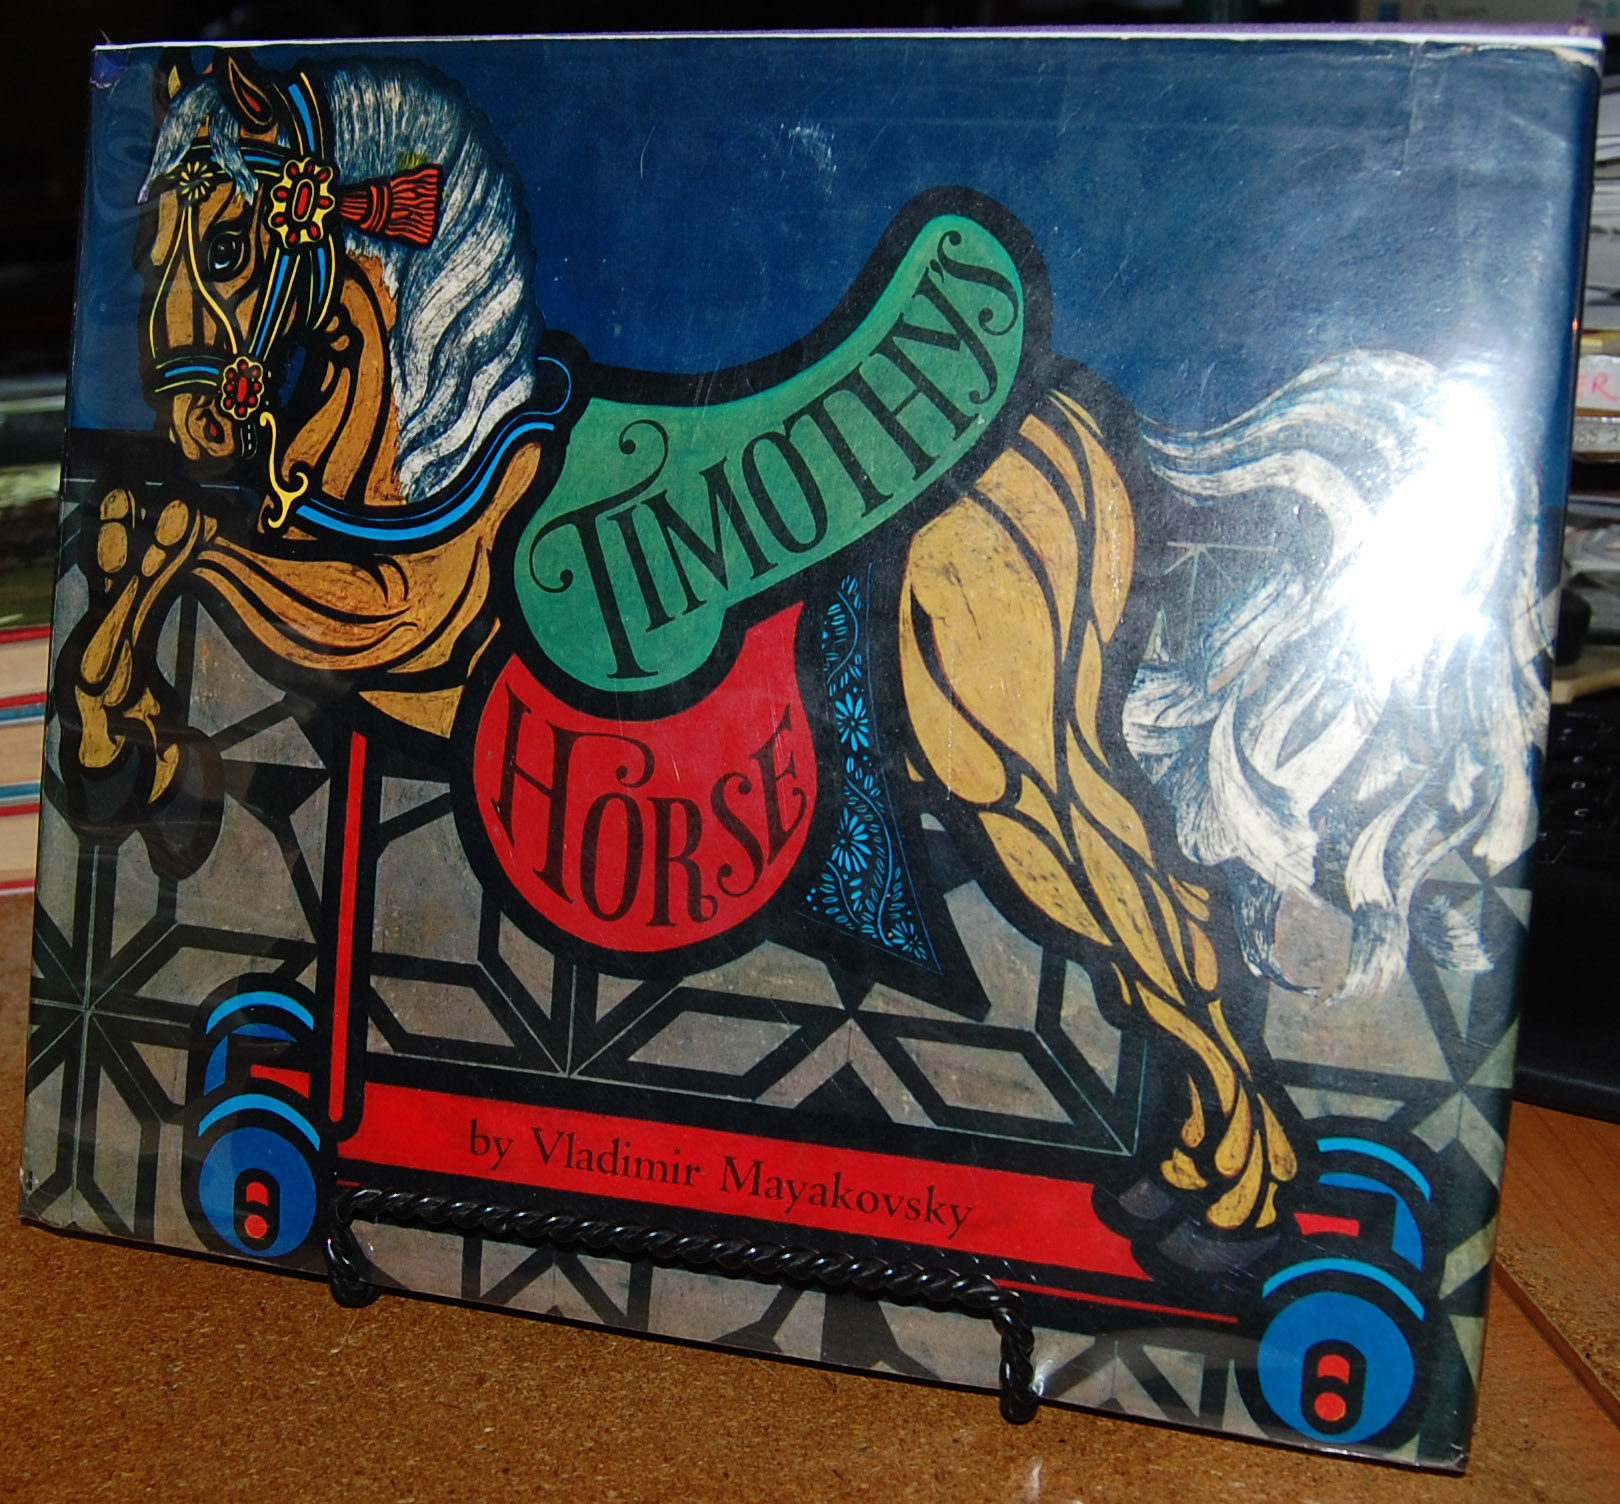 TIMOTHY'S
HORSE
by Vladimir Mayakovsky